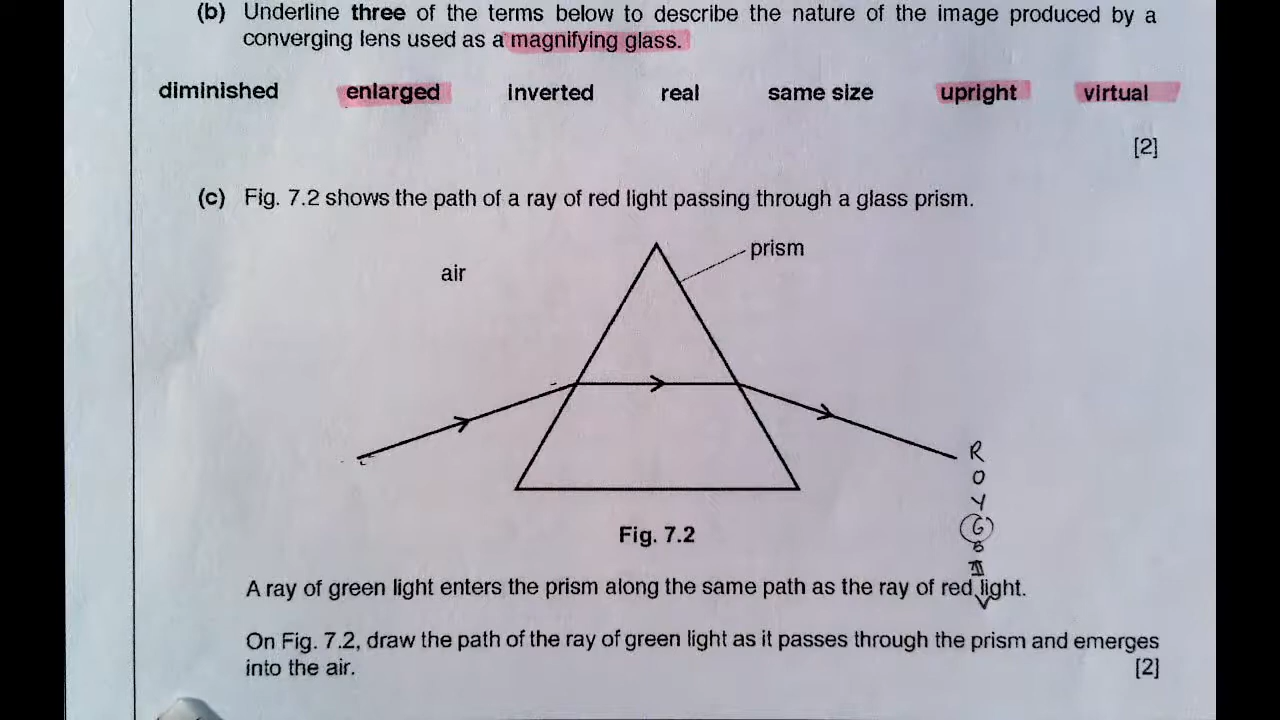 (b) Underline three of the terms below to describe the nature of the image produced by a
converging lens used as a magnifying glass.
diminished enlarged inverted real same size upright virtual
[2]
(c) Fig. 7.2 shows the path of a ray of red light passing through a glass prism.
prism
air
R
O
Y
G
B
I
V
Fig. 7.2
A ray of green light enters the prism along the same path as the ray of red light.
On Fig. 7.2, draw the path of the ray of green light as it passes through the prism and emerges
into the air. [2]